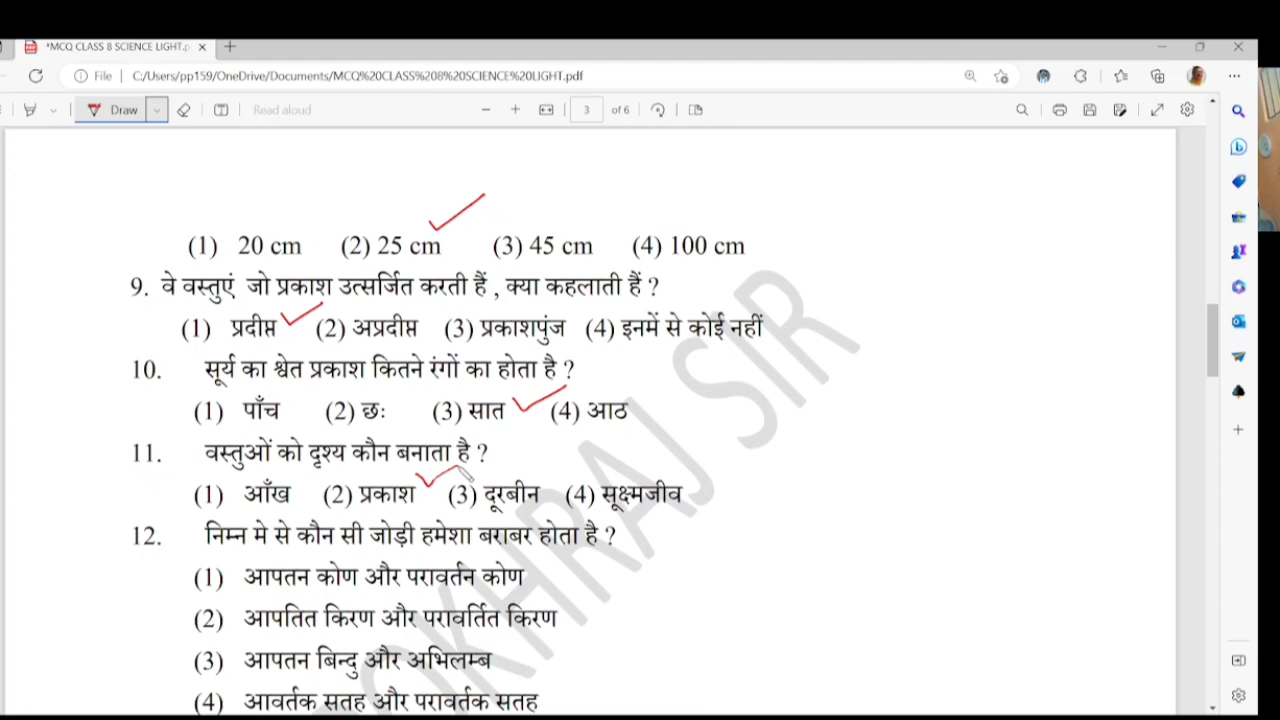 *MCQ CLASS 8 SCIENCE LIGHT.p
File | C:/Users/pp159/OneDrive/Documents/MCQ%20CLASS%208%20SCIENCE%20LIGHT.pdf
Draw Read aloud 3 of 6
(1) 20 cm (2) 25 cm (3) 45 cm (4) 100 cm
9. वे वस्तुएं जो प्रकाश उत्सर्जित करती हैं , क्या कहलाती हैं ?
(1) प्रदीप्त (2) अप्रदीप्त (3) प्रकाशपुंज (4) इनमें से कोई नहीं
10. सूर्य का श्वेत प्रकाश कितने रंगों का होता है ?
(1) पाँच (2) छः (3) सात (4) आठ
11. वस्तुओं को दृश्य कौन बनाता है ?
(1) आँख (2) प्रकाश (3) दूरबीन (4) सूक्ष्मजीव
12. निम्न मे से कौन सी जोड़ी हमेशा बराबर होता है ?
(1) आपतन कोण और परावर्तन कोण
(2) आपतित किरण और परावर्तित किरण
(3) आपतन बिन्दु और अभिलम्ब
(4) आवर्तक सतह और परावर्तक सतह
OKHRAJ SIR